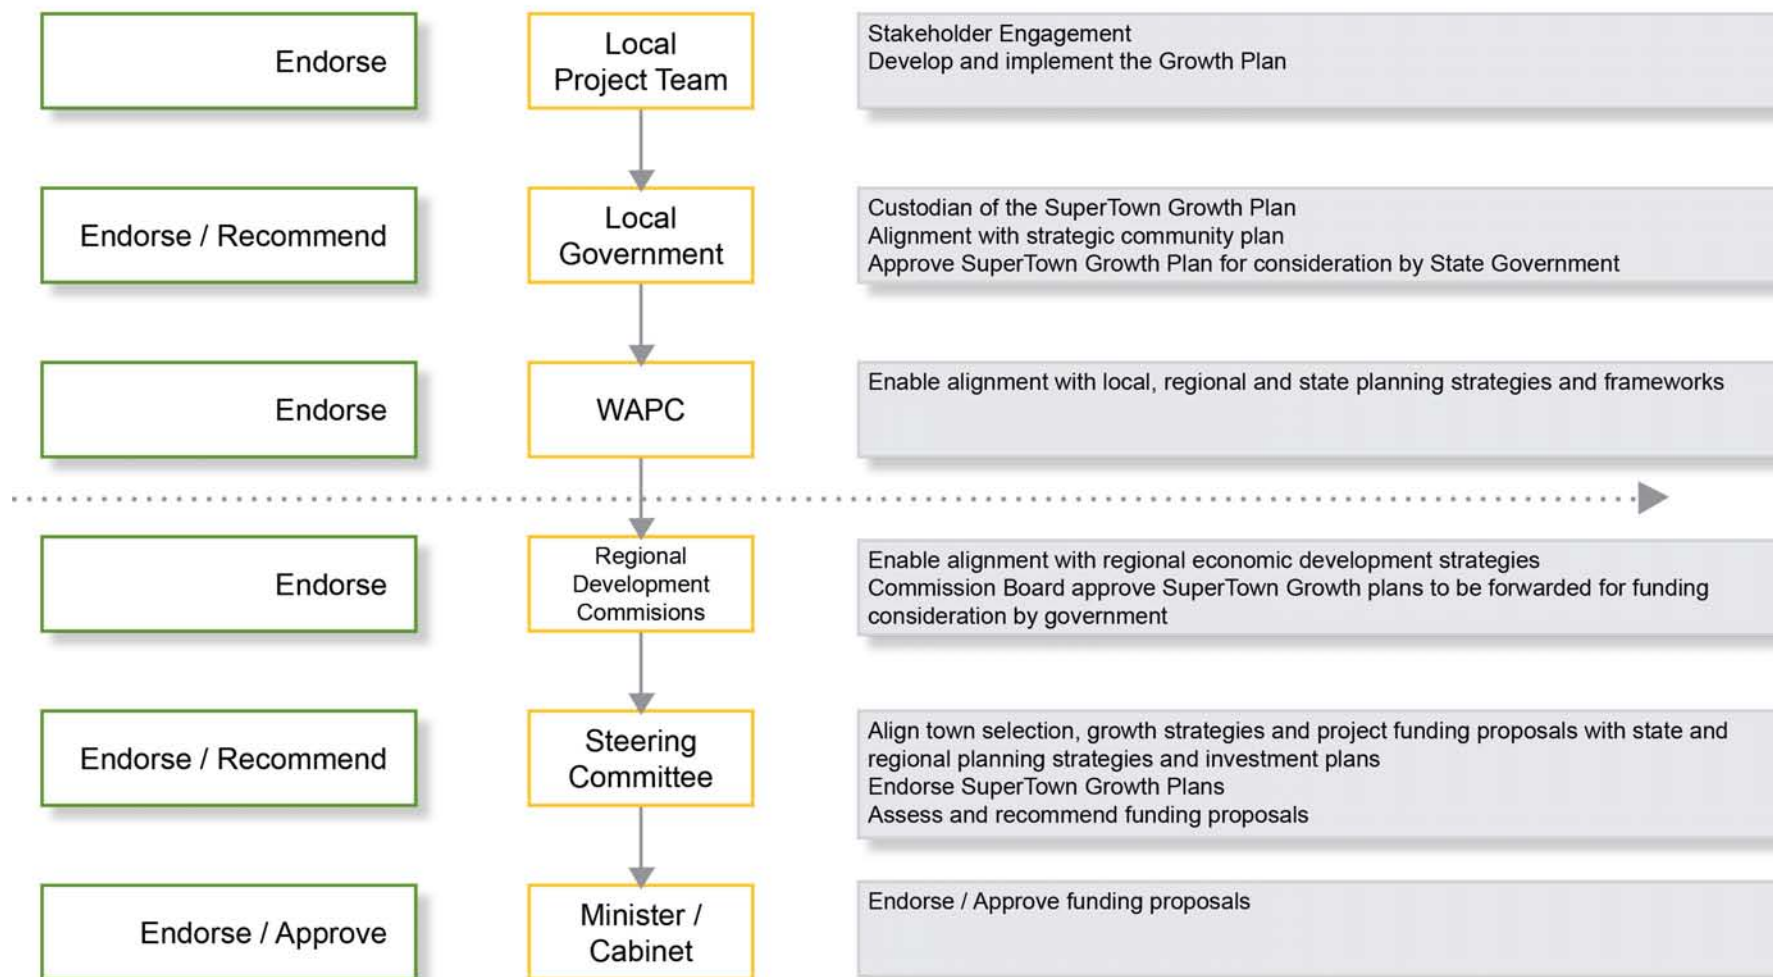 Endorse
Local
Project Team
Stakeholder Engagement
Develop and implement the Growth Plan
Endorse / Recommend
Local
Government
Custodian of the SuperTown Growth Plan
Alignment with strategic community plan
Approve SuperTown Growth Plan for consideration by State Government
Endorse
WAPC
Enable alignment with local, regional and state planning strategies and frameworks
Endorse
Regional
Development
Commisions
Enable alignment with regional economic development strategies
Commission Board approve SuperTown Growth plans to be forwarded for funding
consideration by government
Endorse / Recommend
Steering
Committee
Align town selection, growth strategies and project funding proposals with state and
regional planning strategies and investment plans
Endorse SuperTown Growth Plans
Assess and recommend funding proposals
Endorse / Approve
Minister /
Cabinet
Endorse / Approve funding proposals